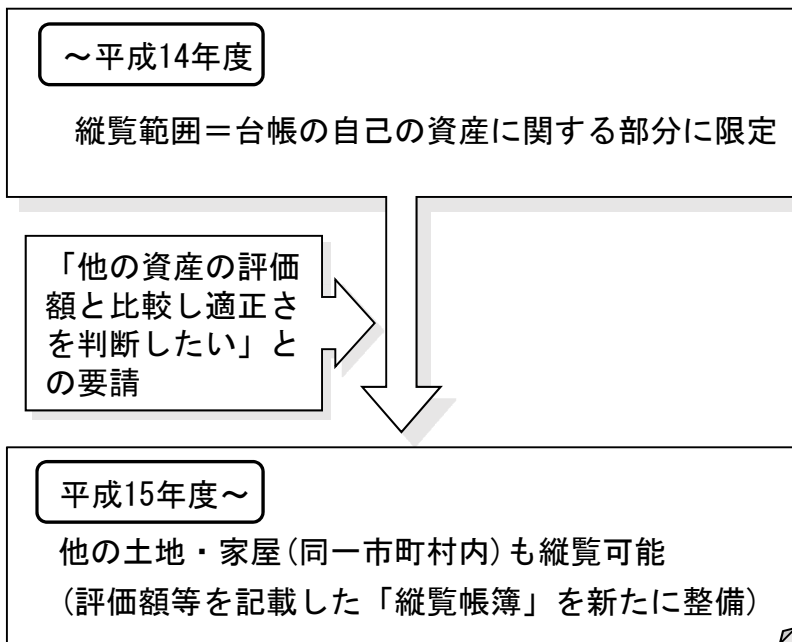 ～平成14年度
縦覧範囲＝台帳の自己の資産に関する部分に限定
「他の資産の評価
額と比較し適正さ
を判断したい」と
の要請
平成15年度～
他の土地・家屋(同一市町村内)も縦覧可能
(評価額等を記載した「縦覧帳簿」を新たに整備)